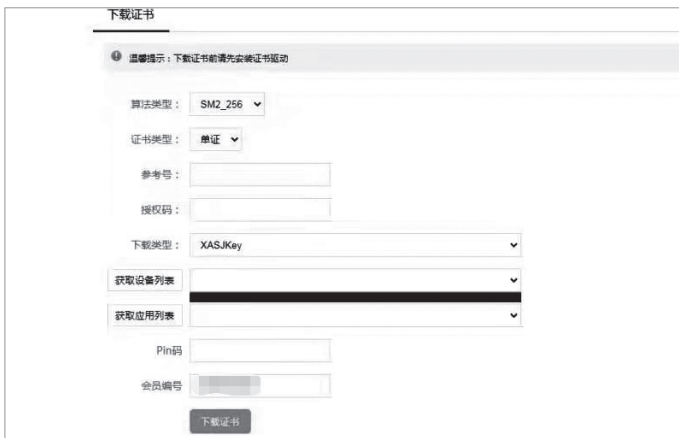 下载证书
温馨提示：下载证书前请先安装证书驱动
算法类型： SM2_256
证书类型： 单证
参考号：
授权码：
下载类型： XASJKey
获取设备列表
获取应用列表
Pin码
会员编号
下载证书